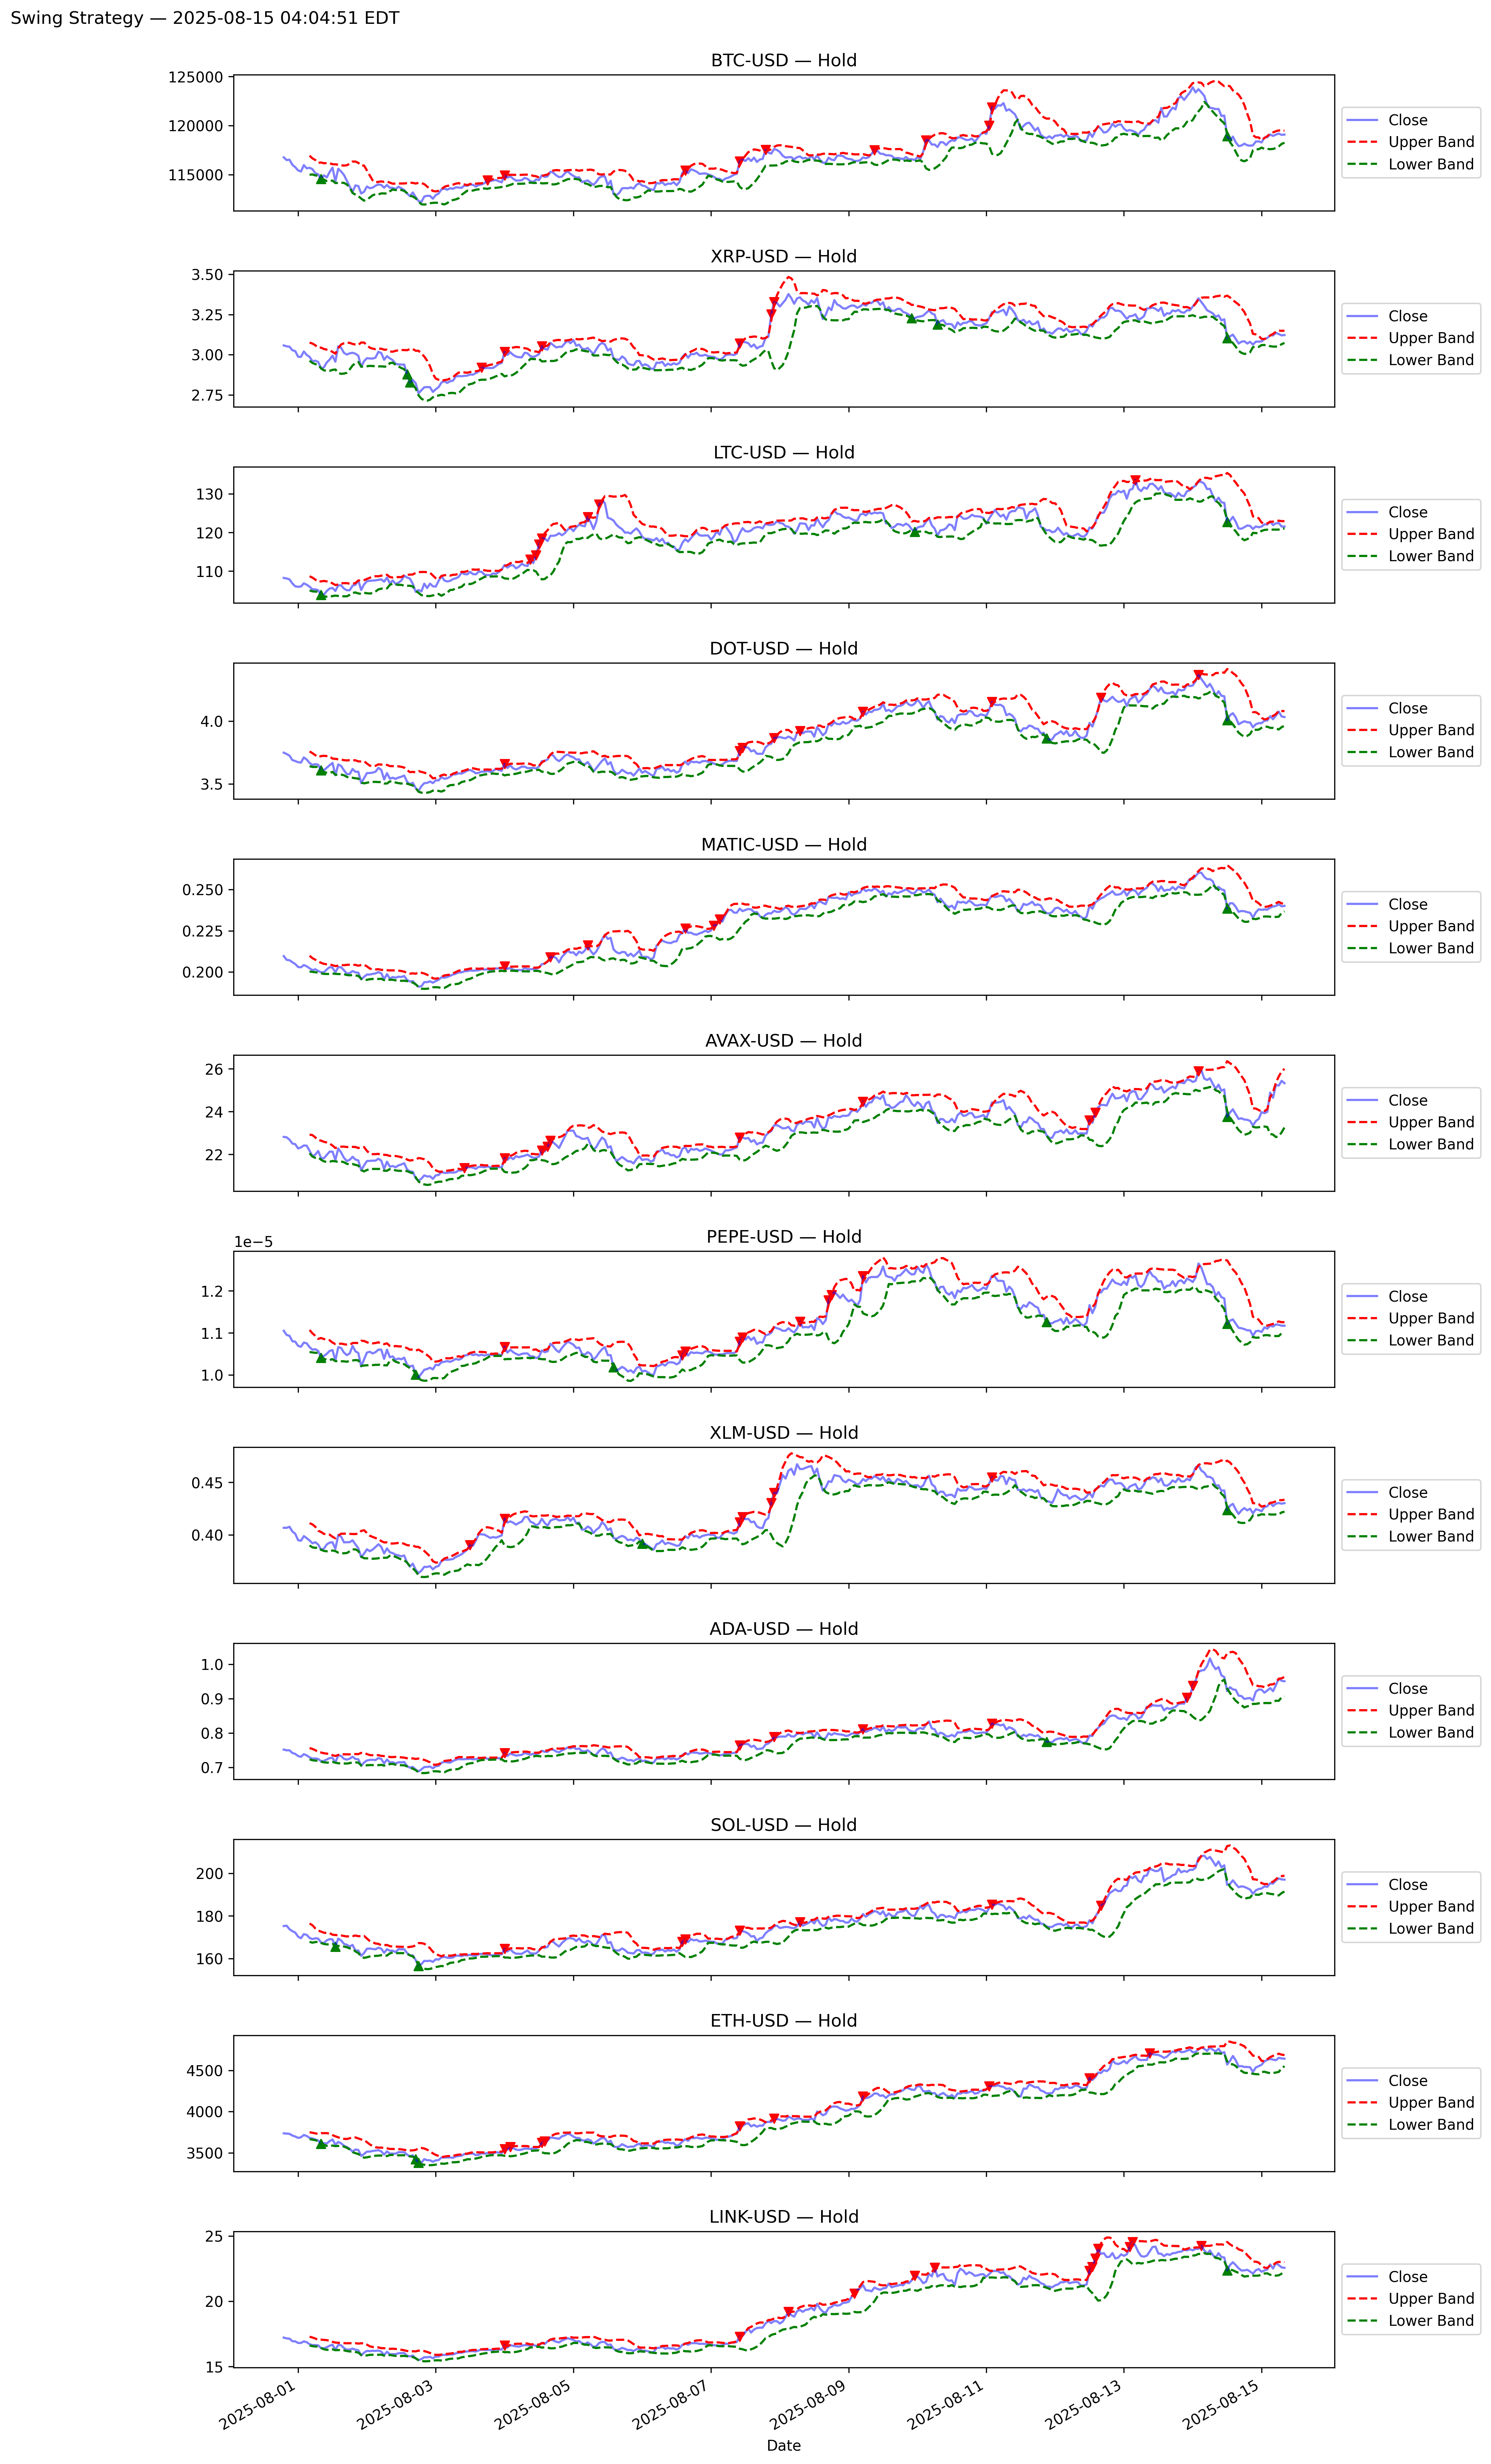 Swing Strategy — 2025-08-15 04:04:51 EDT
BTC-USD — Hold
125000
120000
115000
Close
Upper Band
Lower Band
XRP-USD — Hold
3.50
3.25
3.00
2.75
Close
Upper Band
Lower Band
LTC-USD — Hold
130
120
110
Close
Upper Band
Lower Band
DOT-USD — Hold
4.0
3.5
Close
Upper Band
Lower Band
MATIC-USD — Hold
0.250
0.225
0.200
Close
Upper Band
Lower Band
AVAX-USD — Hold
26
24
22
Close
Upper Band
Lower Band
PEPE-USD — Hold
1e−5
1.2
1.1
1.0
Close
Upper Band
Lower Band
XLM-USD — Hold
0.45
0.40
Close
Upper Band
Lower Band
ADA-USD — Hold
1.0
0.9
0.8
0.7
Close
Upper Band
Lower Band
SOL-USD — Hold
200
180
160
Close
Upper Band
Lower Band
ETH-USD — Hold
4500
4000
3500
Close
Upper Band
Lower Band
LINK-USD — Hold
25
20
15
Close
Upper Band
Lower Band
2025-08-01
2025-08-03
2025-08-05
2025-08-07
2025-08-09
2025-08-11
2025-08-13
2025-08-15
Date